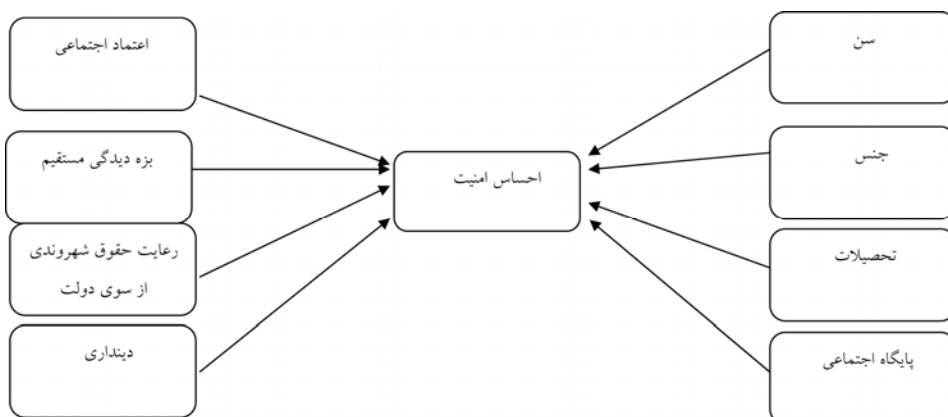 سن
جنس
تحصیلات
پایگاه اجتماعی
احساس امنیت
اعتماد اجتماعی
بزه دیدگی مستقیم
رعایت حقوق شهروندی
از سوی دولت
دینداری